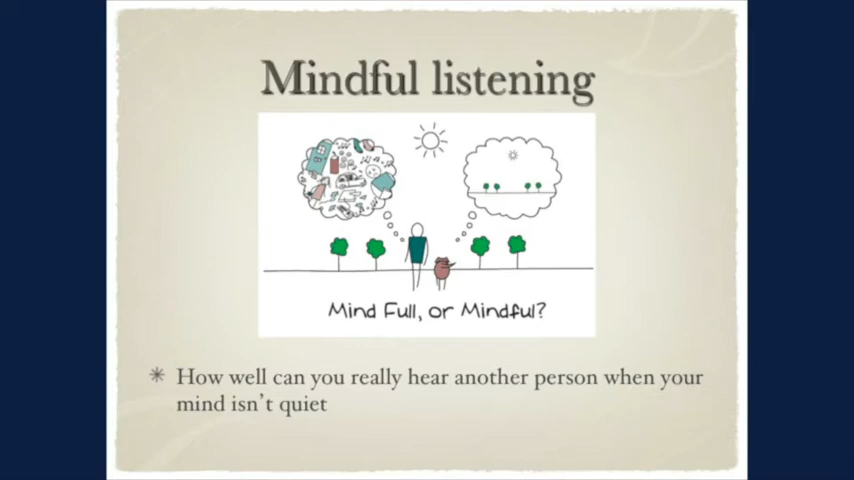 Mindful listening
Mind Full, or Mindful?
How well can you really hear another person when your
mind isn't quiet